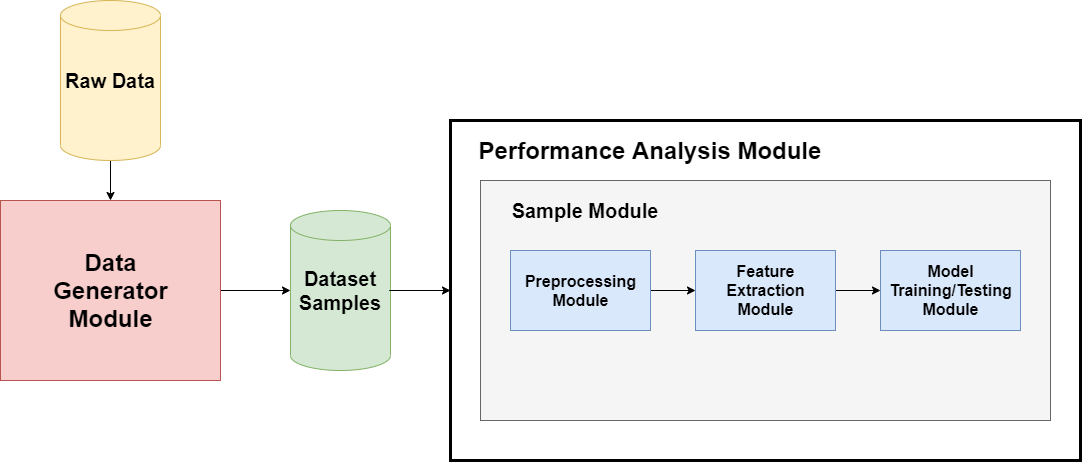 Raw Data
Performance Analysis Module
Sample Module
Data
Generator
Module
Dataset
Samples
Preprocessing
Module
Feature
Extraction
Module
Model
Training/Testing
Module